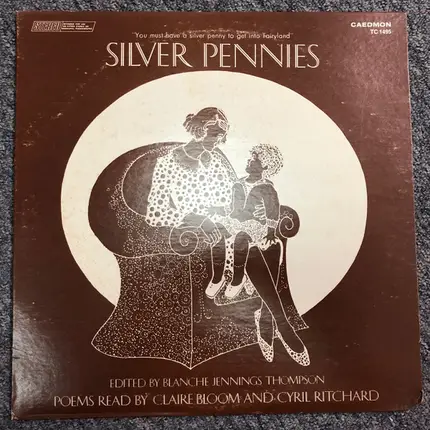 STEREO
CAEDMON
TC 1495
"You must have a silver penny to get into fairyland"
SILVER PENNIES
EDITED BY BLANCHE JENNINGS THOMPSON
POEMS READ BY CLAIRE BLOOM AND CYRIL RITCHARD